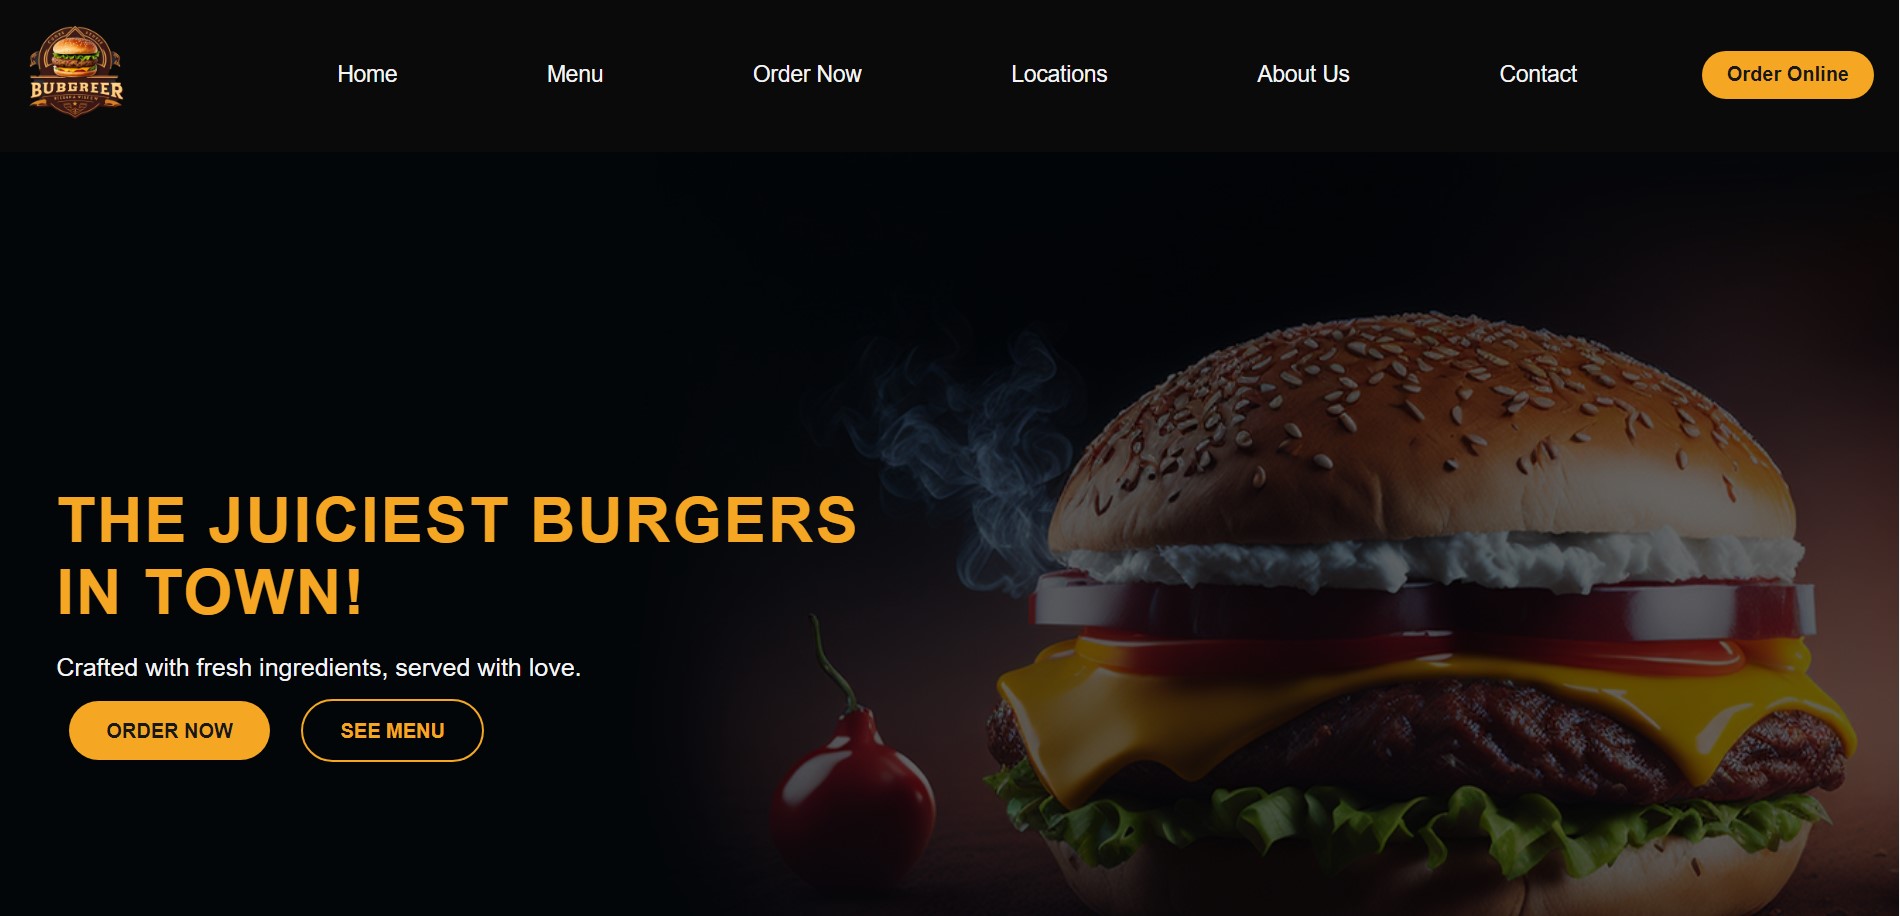 BUBGREER
Home
Menu
Order Now
Locations
About Us
Contact
Order Online
THE JUICIEST BURGERS
IN TOWN!
Crafted with fresh ingredients, served with love.
ORDER NOW
SEE MENU